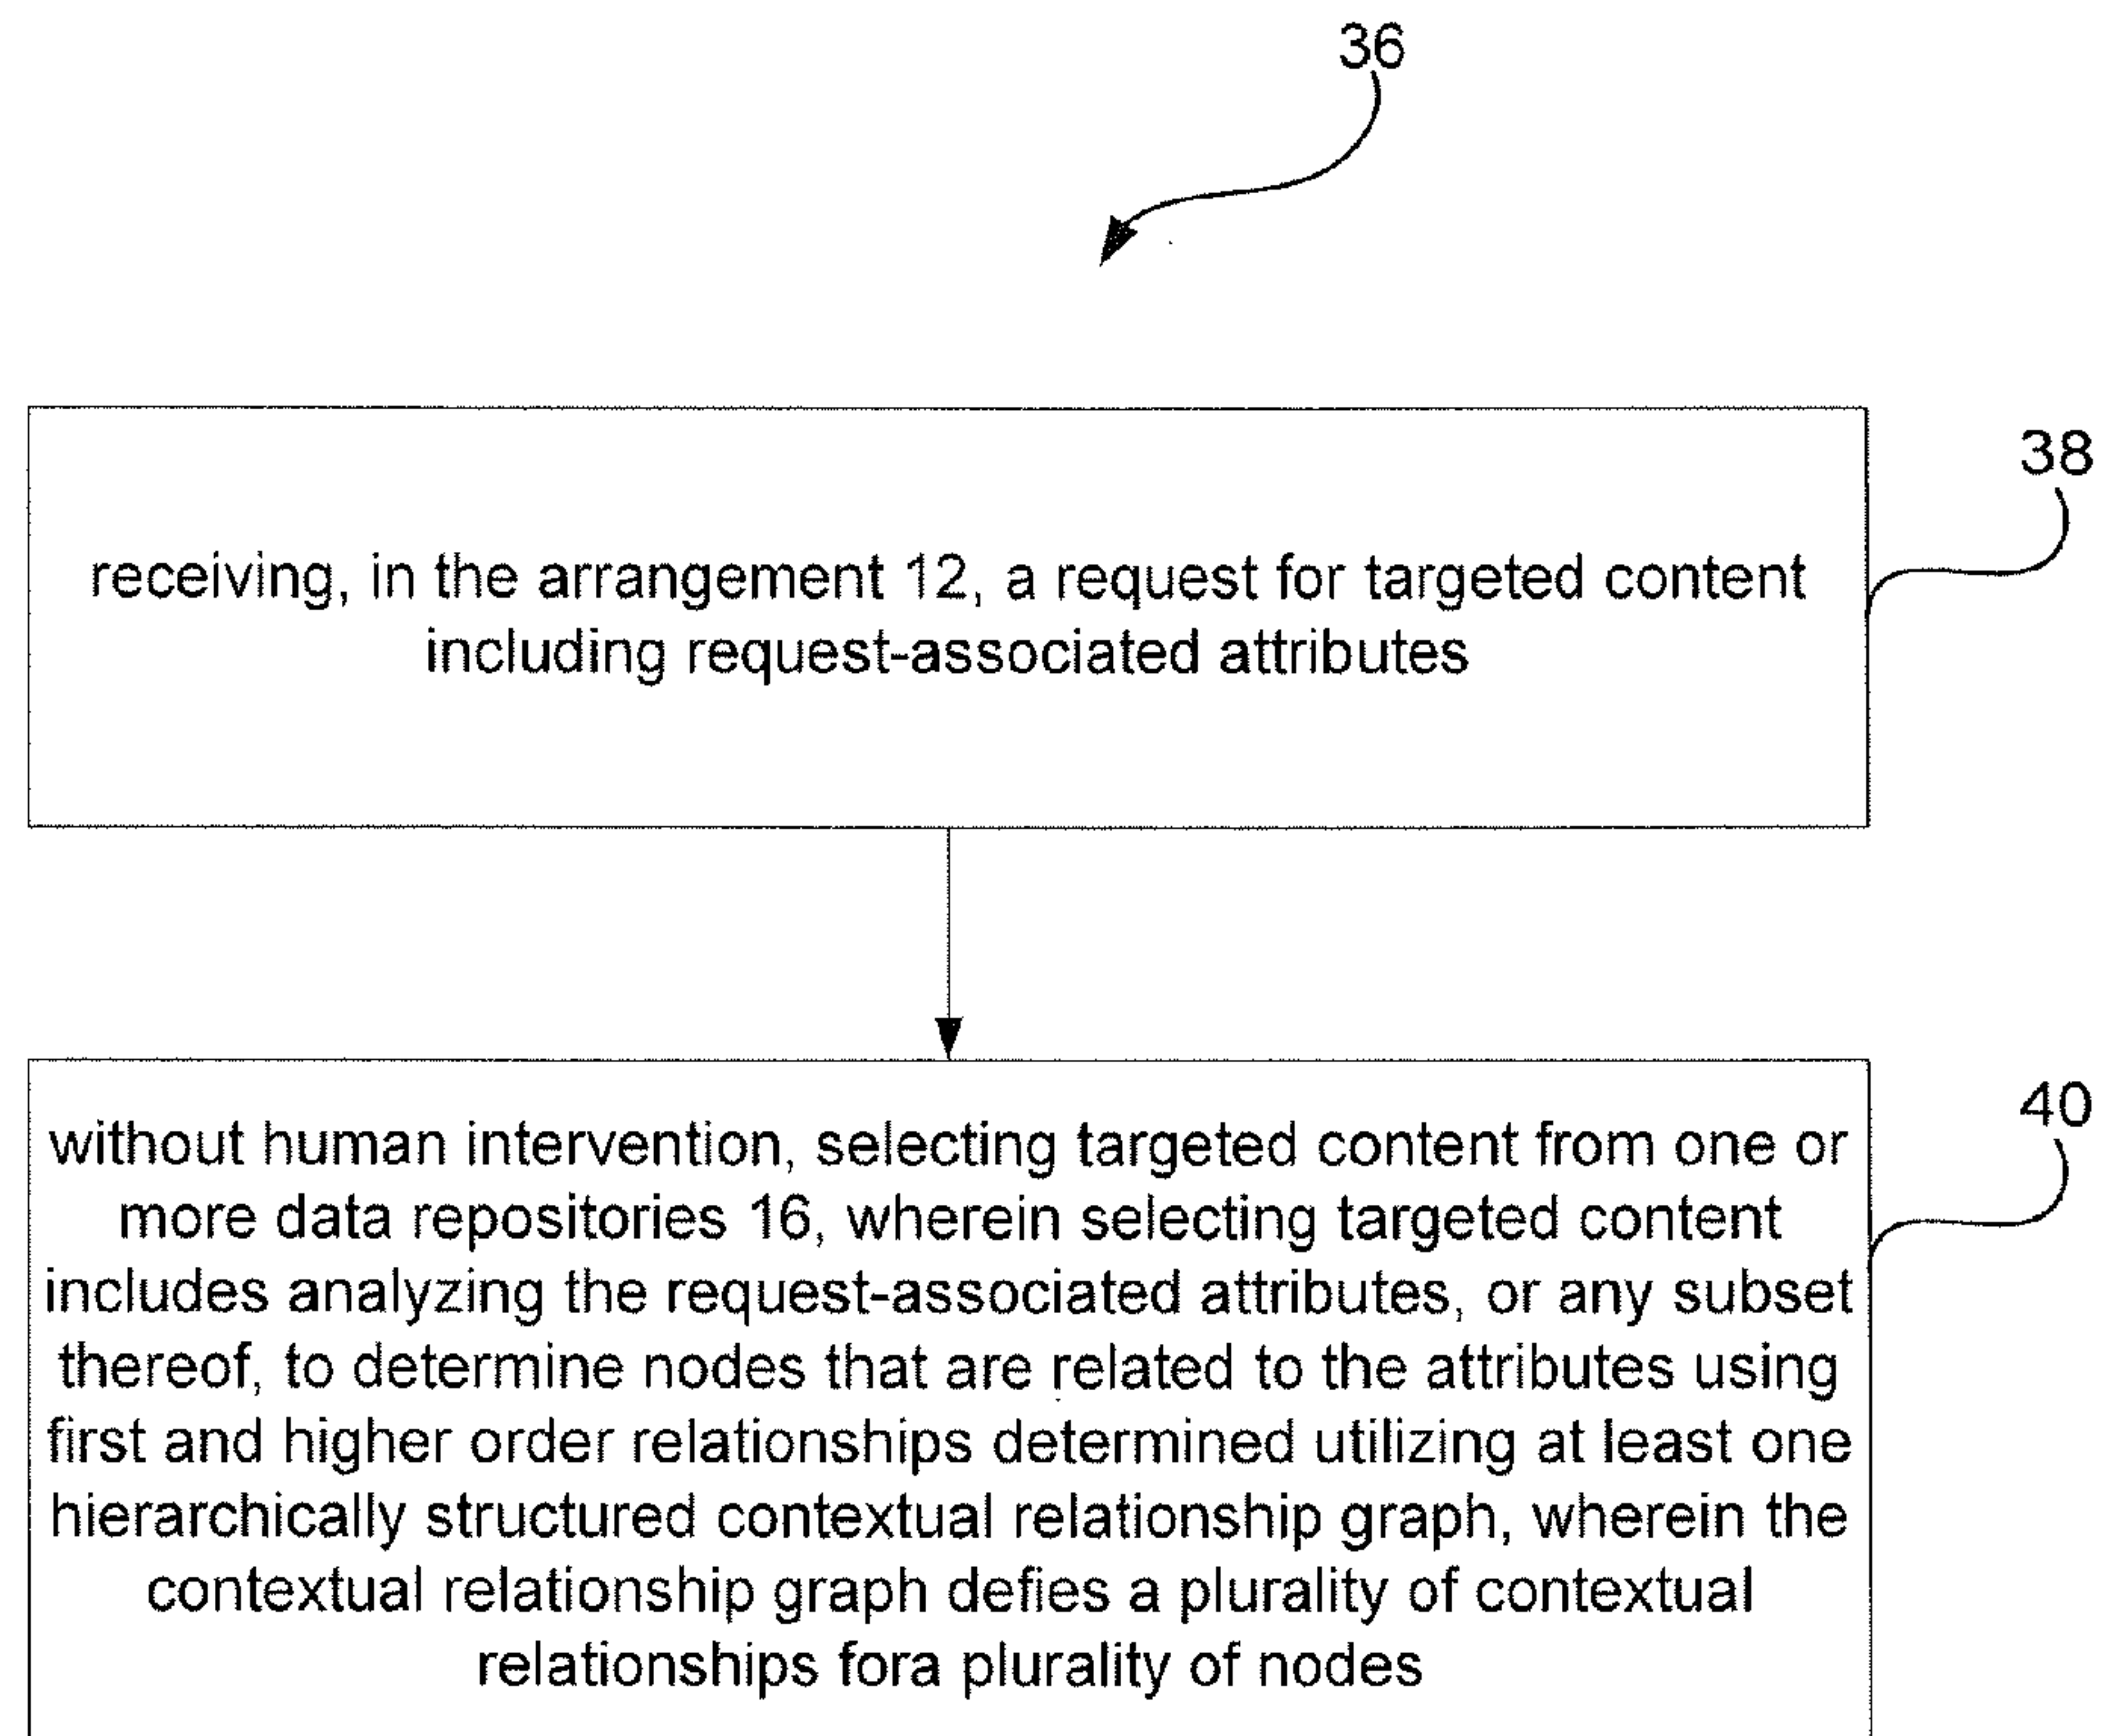 36
38
receiving, in the arrangement 12, a request for targeted content
including request-associated attributes
40
without human intervention, selecting targeted content from one or
more data repositories 16, wherein selecting targeted content
includes analyzing the request-associated attributes, or any subset
thereof, to determine nodes that are related to the attributes using
first and higher order relationships determined utilizing at least one
hierarchically structured contextual relationship graph, wherein the
contextual relationship graph defies a plurality of contextual
relationships fora plurality of nodes